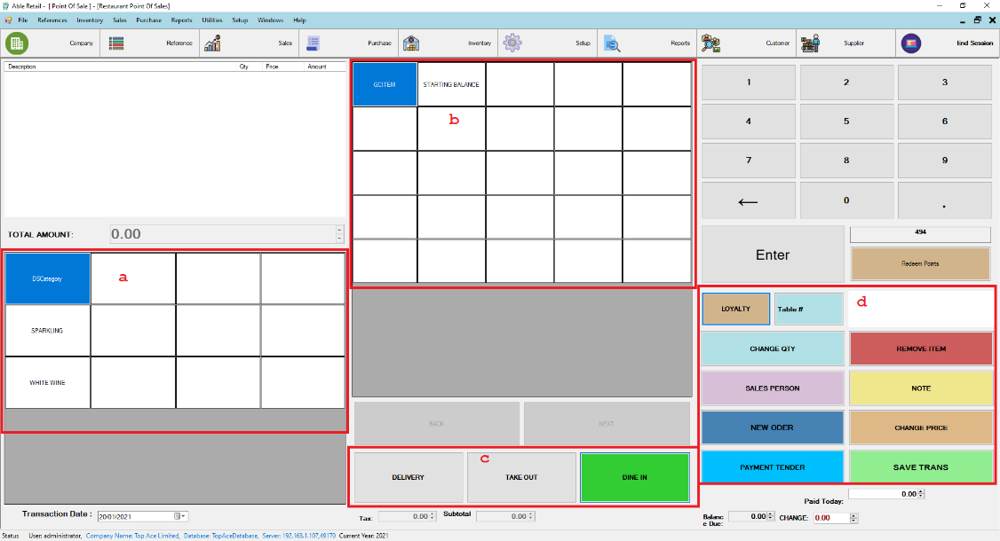 Able Retail - [ Point Of Sale ] - [Restaurant Point Of Sales]
File References Inventory Sales Purchase Reports Utilities Setup Windows Help
Company Reference Sales Purchase Inventory Setup Reports Customer Supplier End Session
Description Qty Price Amount
GCITEM STARTING BALANCE
b
1 2 3
4 5 6
7 8 9
← 0 .
TOTAL AMOUNT: 0.00
Enter
494
Redeem Points
DSCategory
a
SPARKLING
WHITE WINE
LOYALTY Table # d
CHANGE QTY REMOVE ITEM
SALES PERSON NOTE
NEW ODER CHANGE PRICE
PAYMENT TENDER SAVE TRANS
BACK NEXT
c
DELIVERY TAKE OUT DINE IN
Paid Today: 0.00
Transaction Date : 20/01/2021
Tax: 0.00 Subtotal 0.00
Balanc
e Due: 0.00 CHANGE: 0.00
Status User: administrator, Company Name: Top Ace Limited, Database: TopAceDatabase, Server: 192.168.1.107,49170 Current Year: 2021